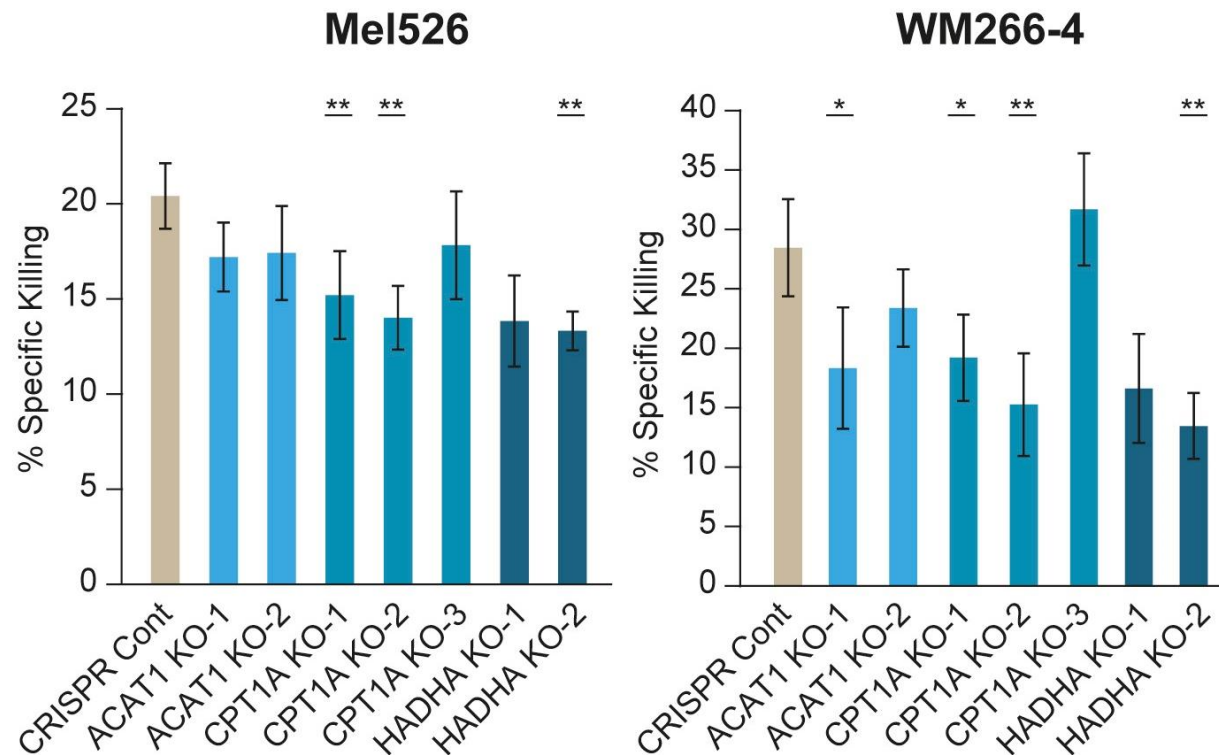 Mel526
** ** **
25
20
15
10
5
0
% Specific Killing
CRISPR Cont
ACAT1 KO-1
ACAT1 KO-2
CPT1A KO-1
CPT1A KO-2
CPT1A KO-3
HADHA KO-1
HADHA KO-2
WM266-4
* * ** **
40
35
30
25
20
15
10
5
0
% Specific Killing
CRISPR Cont
ACAT1 KO-1
ACAT1 KO-2
CPT1A KO-1
CPT1A KO-2
CPT1A KO-3
HADHA KO-1
HADHA KO-2